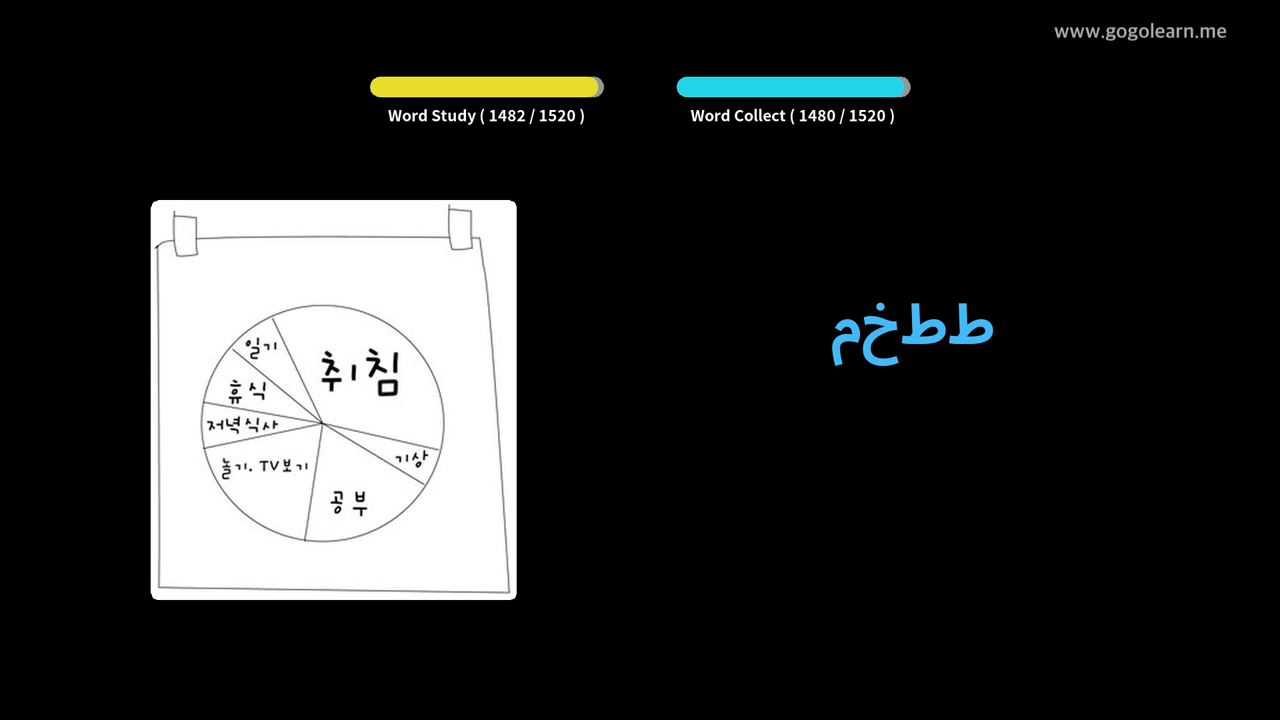 www.gogolearn.me
Word Study ( 1482 / 1520 )
Word Collect ( 1480 / 1520 )
일기
취침
휴식
저녁식사
놀기. TV보기
기상
공부
ططخم